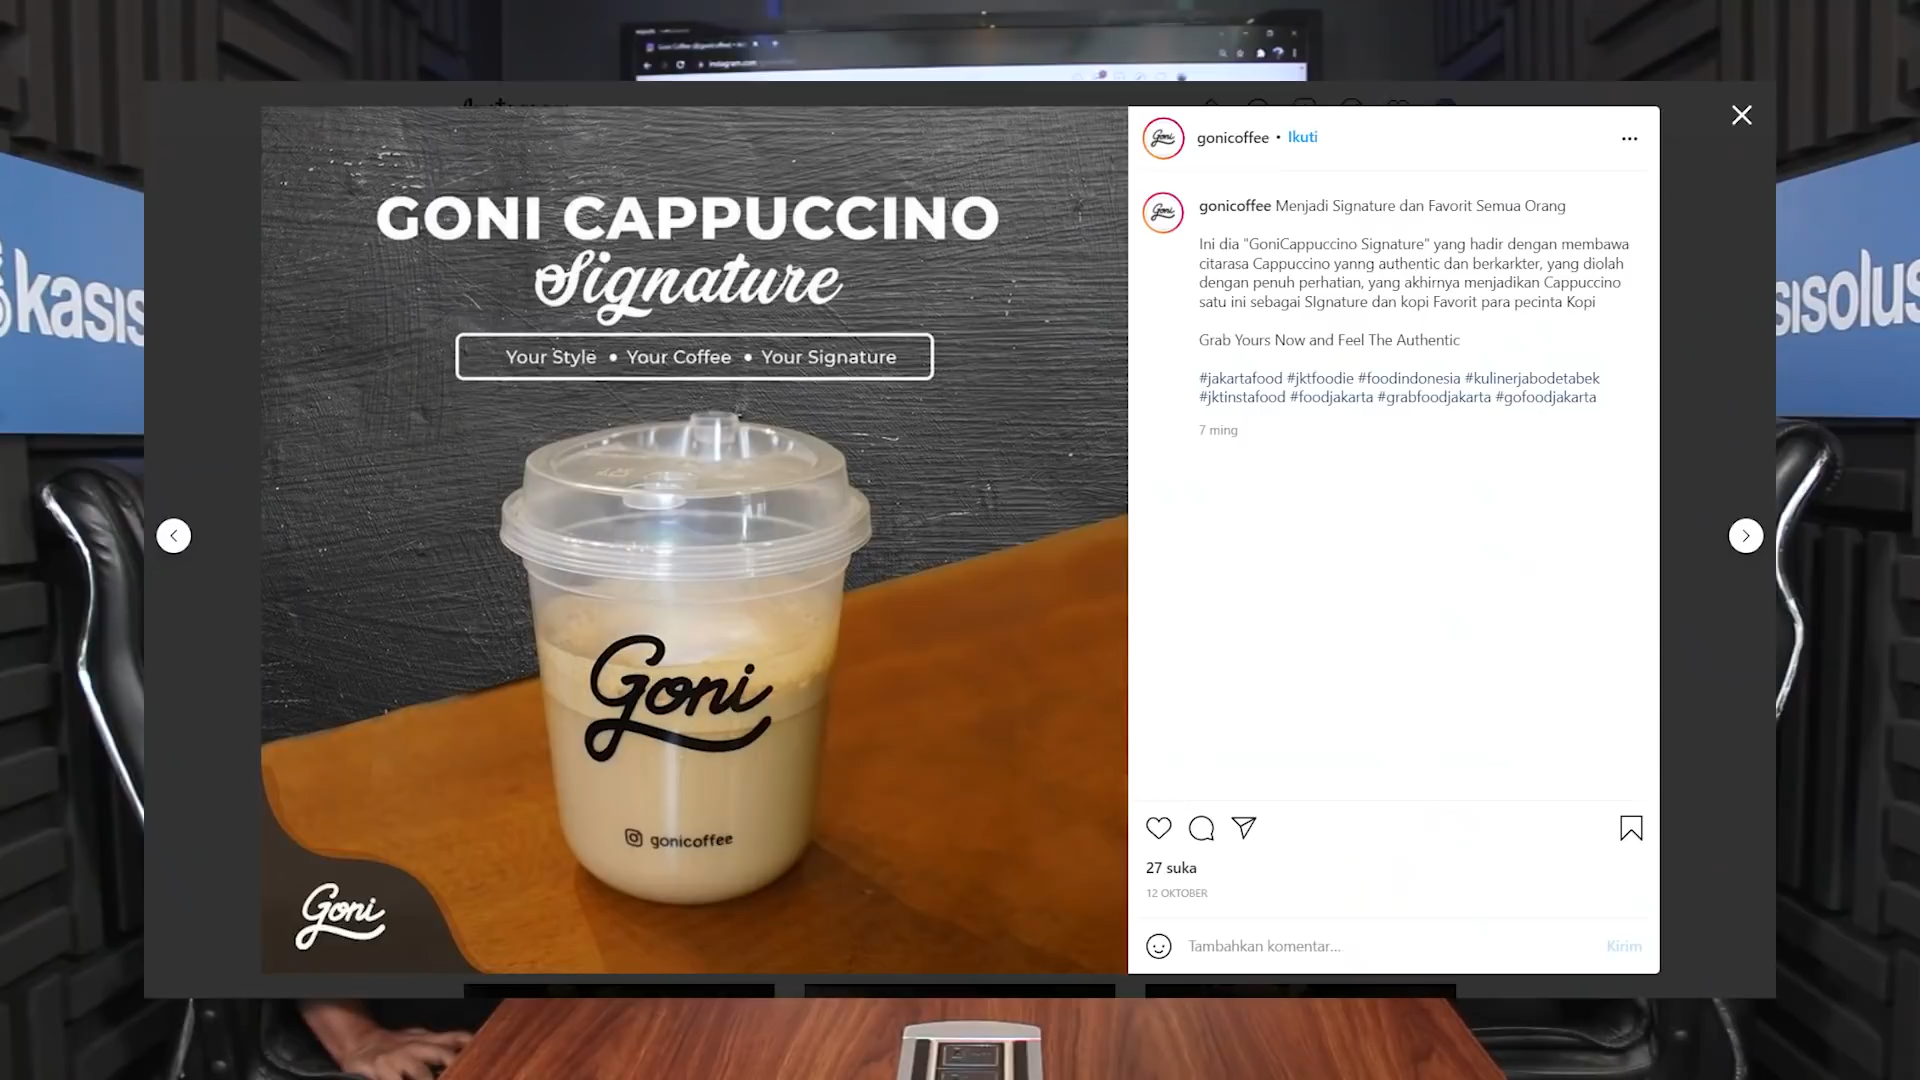 instagram.com
kasis
sisolus
GONI CAPPUCCINO
Signature
Your Style • Your Coffee • Your Signature
Goni
gonicoffee
Goni
Goni
gonicoffee • Ikuti
Goni
gonicoffee Menjadi Signature dan Favorit Semua Orang
Ini dia "GoniCappuccino Signature" yang hadir dengan membawa
citarasa Cappuccino yanng authentic dan berkarkter, yang diolah
dengan penuh perhatian, yang akhirnya menjadikan Cappuccino
satu ini sebagai SIgnature dan kopi Favorit para pecinta Kopi
Grab Yours Now and Feel The Authentic
#jakartafood #jktfoodie #foodindonesia #kulinerjabodetabek
#jktinstafood #foodjakarta #grabfoodjakarta #gofoodjakarta
7 ming
27 suka
12 OKTOBER
Tambahkan komentar...
Kirim